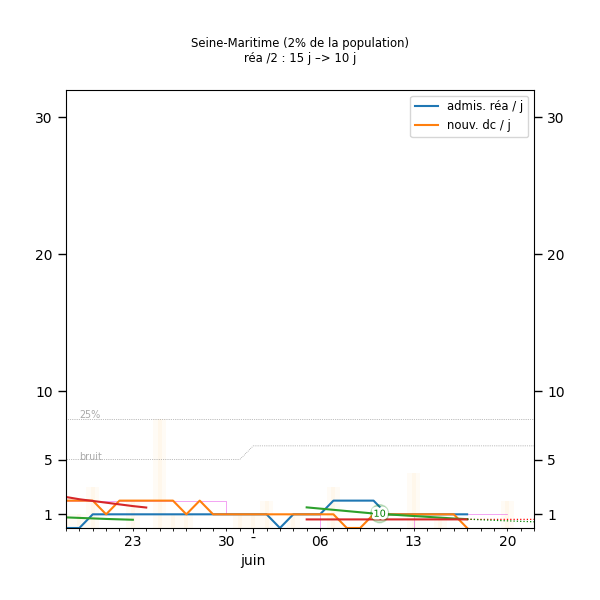 Seine-Maritime (2% de la population)
réa /2 : 15 j –> 10 j
admis. réa / j
nouv. dc / j
30 30
20 20
10 10
25%
5 bruit 5
1 10 1
23 30 - 06 13 20
juin